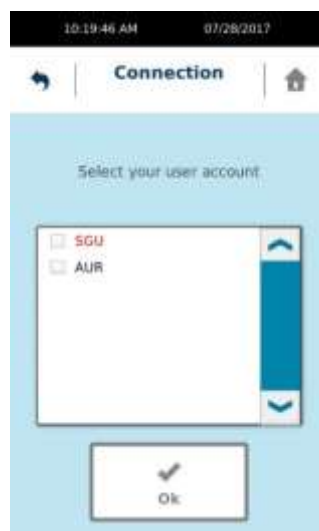 10:19:46 AM 07/28/2017
Connection
Select your user account
SGU
AUR
Ok